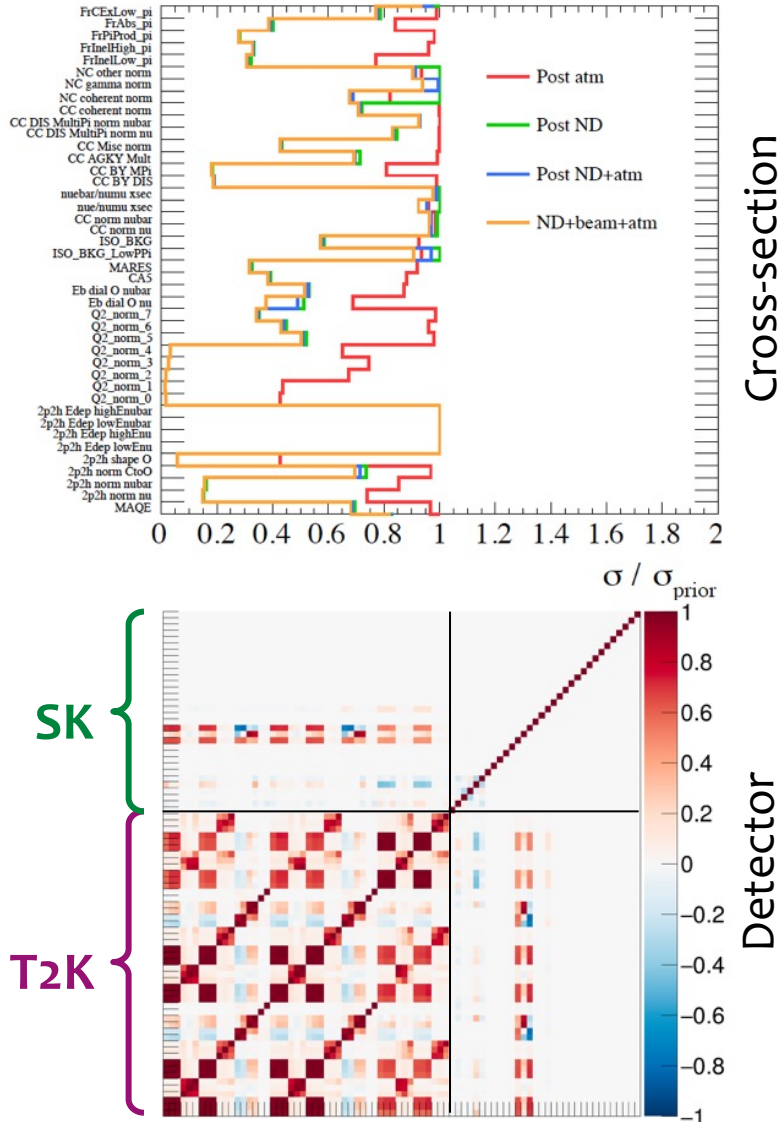 FrCExLow_pi
FrAbs_pi
FrPiProd_pi
FrInelHigh_pi
FrInelLow_pi
NC other norm
NC gamma norm
NC coherent norm
CC coherent norm
CC DIS MultiPi norm nubar
CC DIS MultiPi norm nu
CC Misc norm
CC AGKY Mult
CC BY MPi
CC BY DIS
nuebar/numu xsec
nue/numu xsec
CC norm nubar
CC norm nu
ISO_BKG
ISO_BKG_LowPPi
MARES
CA5
Eb dial O nubar
Eb dial O nu
Q2_norm_7
Q2_norm_6
Q2_norm_5
Q2_norm_4
Q2_norm_3
Q2_norm_2
Q2_norm_1
Q2_norm_0
2p2h Edep highEnubar
2p2h Edep lowEnubar
2p2h Edep highEnu
2p2h Edep lowEnu
2p2h shape O
2p2h norm CtoO
2p2h norm nubar
2p2h norm nu
MAQE
Post atm
Post ND
Post ND+atm
ND+beam+atm
Cross-section
0 0.2 0.4 0.6 0.8 1 1.2 1.4 1.6 1.8 2
σ / σprior
SK
T2K
1
0.8
0.6
0.4
0.2
0
−0.2
−0.4
−0.6
−0.8
−1
Detector